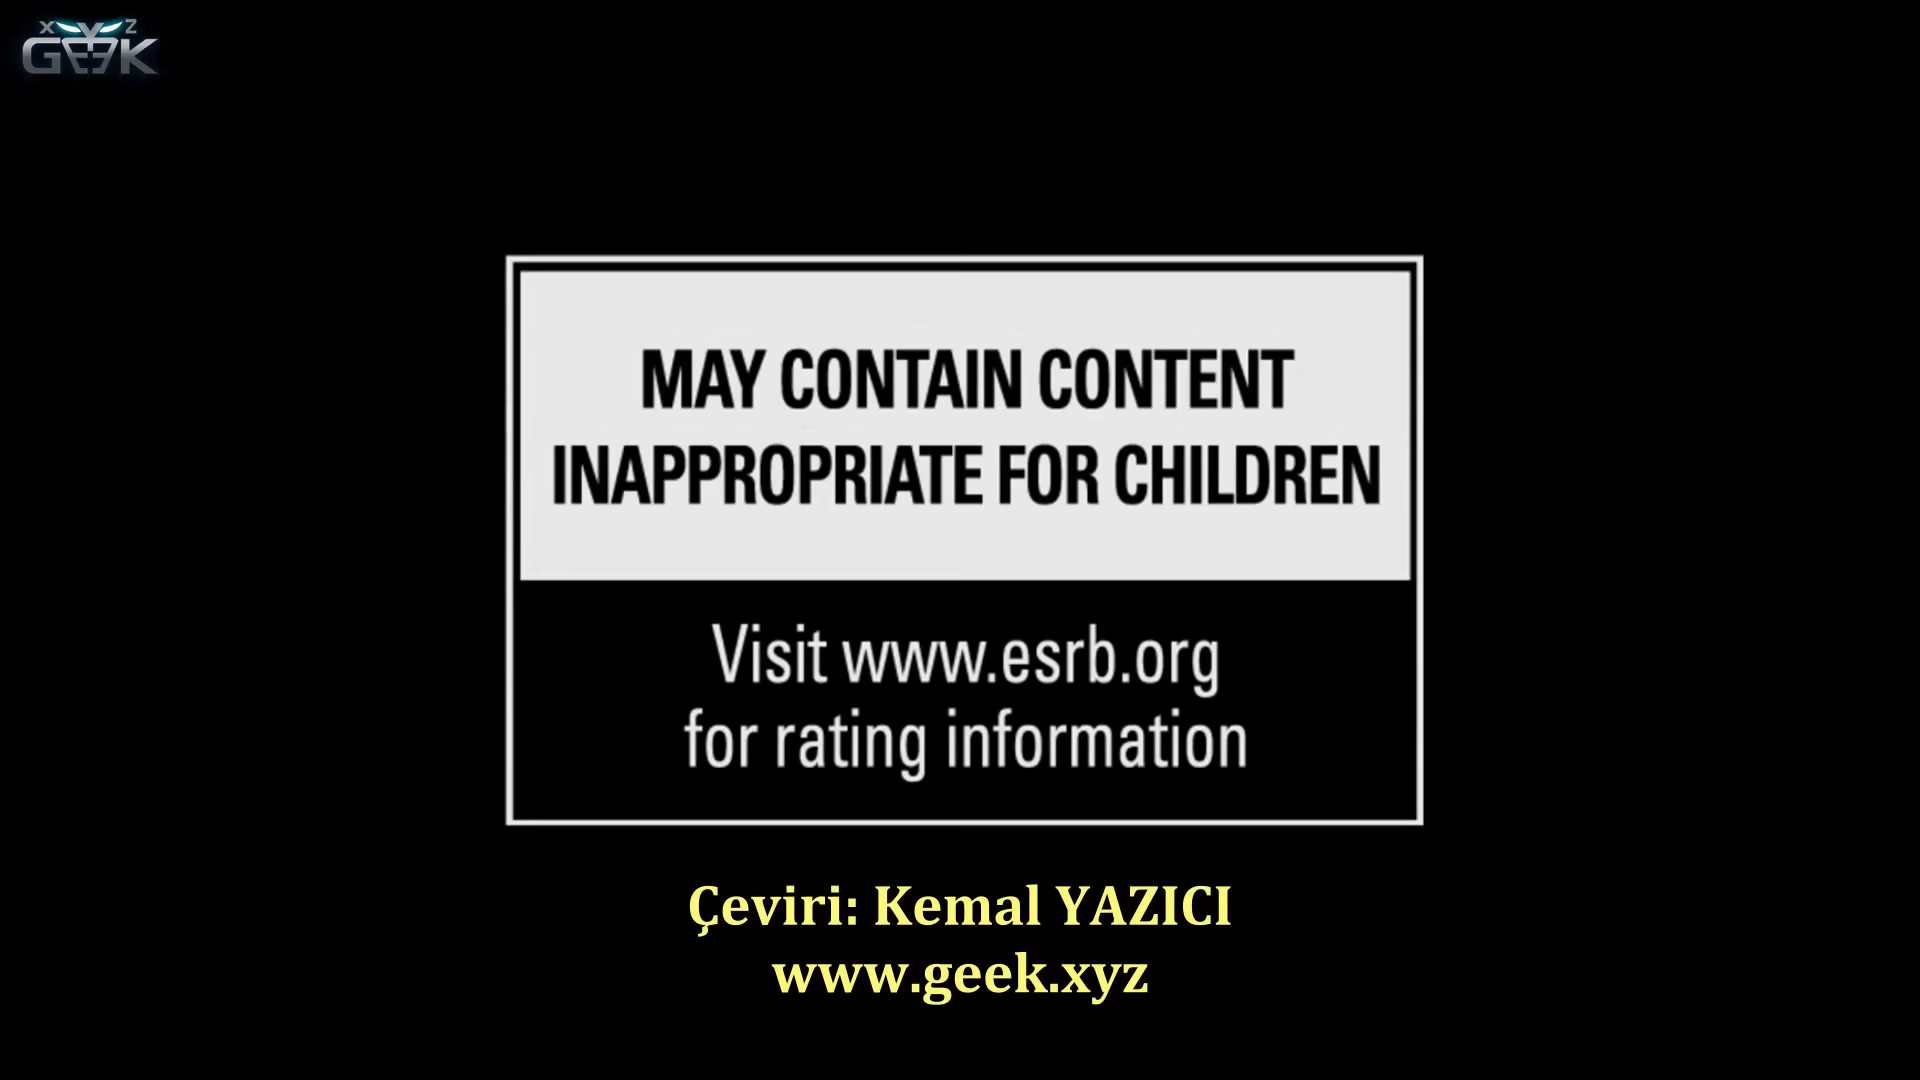 XYZ
GEEK
MAY CONTAIN CONTENT
INAPPROPRIATE FOR CHILDREN
Visit www.esrb.org
for rating information
Çeviri: Kemal YAZICI
www.geek.xyz